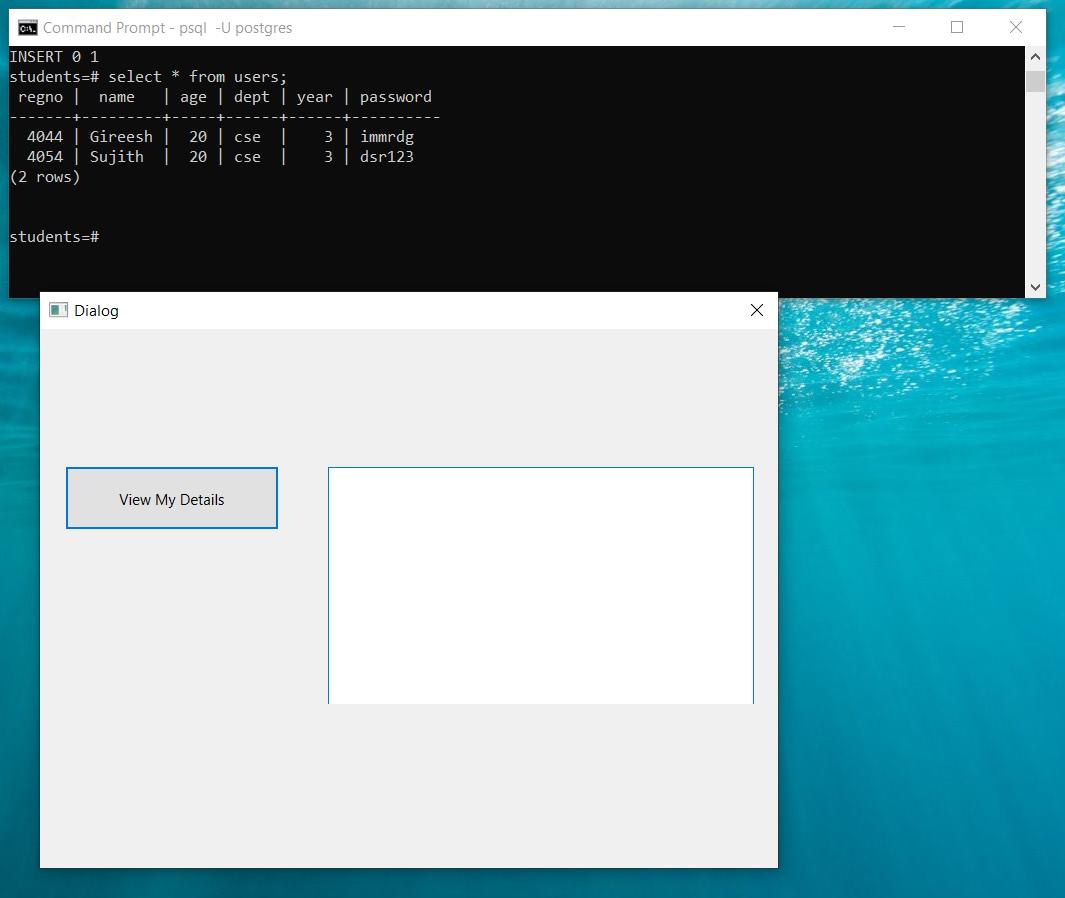 Command Prompt - psql  -U postgres
INSERT 0 1
students=# select * from users;
 regno |  name   | age | dept | year | password
-------+---------+-----+------+------+----------
  4044 | Gireesh |  20 | cse  |    3 | immrdg
  4054 | Sujith  |  20 | cse  |    3 | dsr123
(2 rows)
students=#
Dialog
View My Details